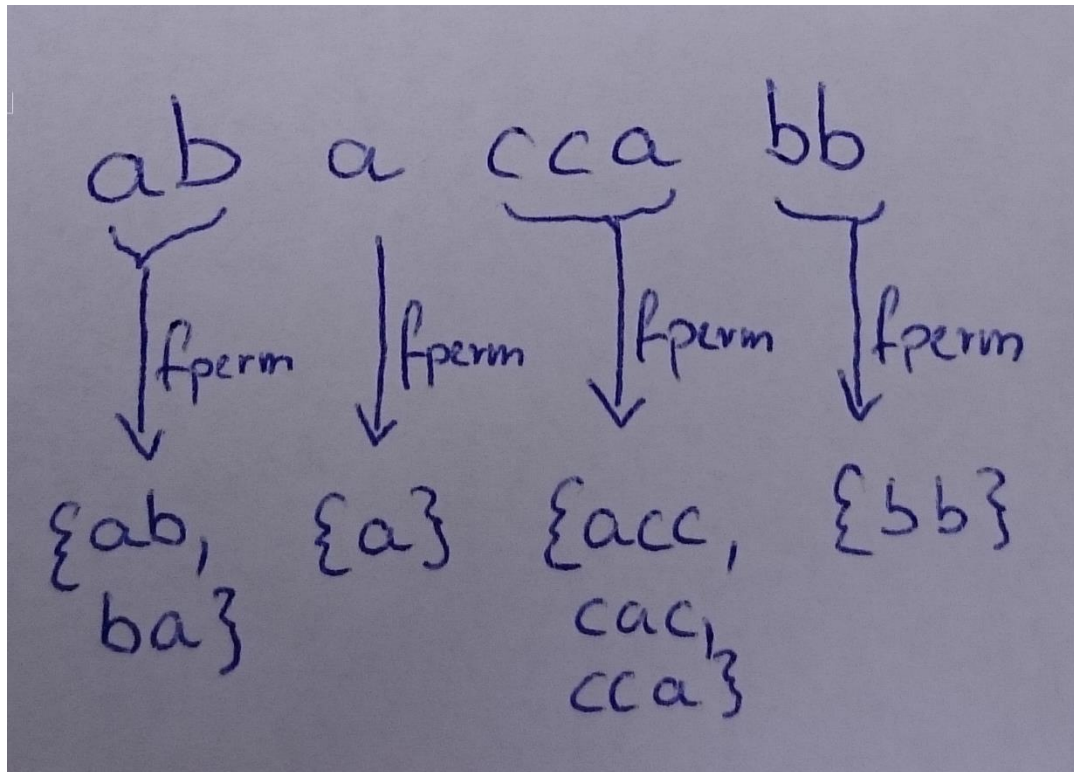 ab a cca bb
fperm fperm fperm fperm
{ab, {a} {acc, {bb}
ba} cac,
cca}